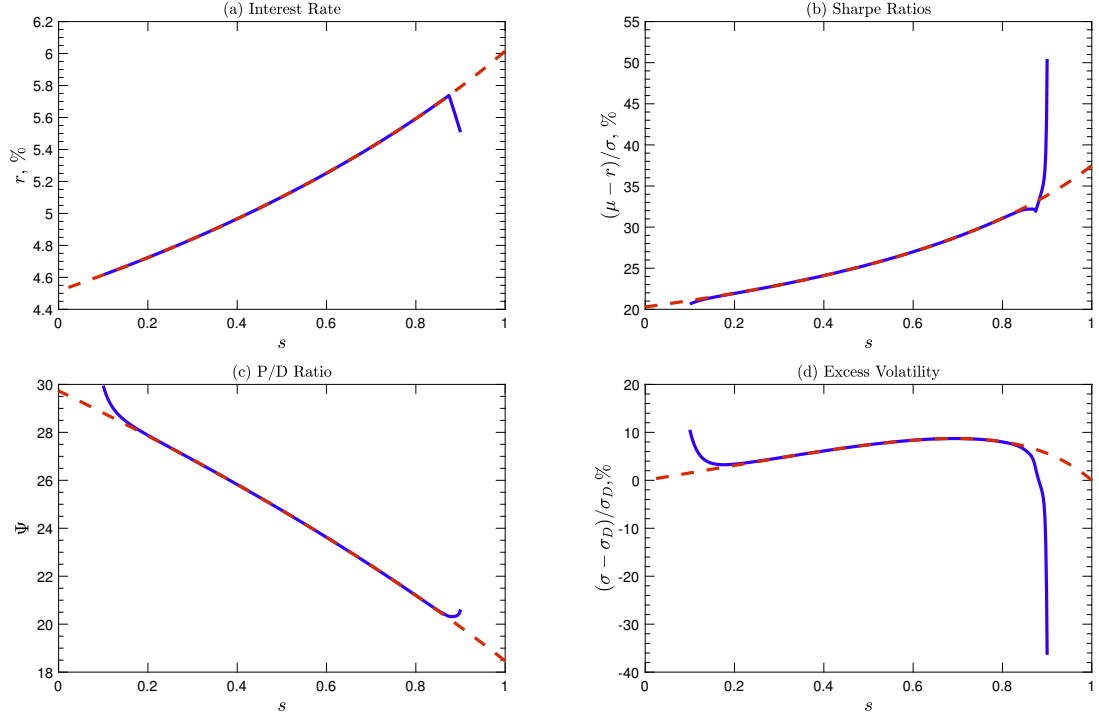 (a) Interest Rate
6.2
6
5.8
5.6
5.4
5.2
5
4.8
4.6
4.4
r, %
0 0.2 0.4 0.6 0.8 1
s
(b) Sharpe Ratios
55
50
45
40
35
30
25
20
(μ − r)/σ, %
0 0.2 0.4 0.6 0.8 1
s
(c) P/D Ratio
30
28
26
24
22
20
18
Ψ
0 0.2 0.4 0.6 0.8 1
s
(d) Excess Volatility
20
10
0
-10
-20
-30
-40
(σ − σ_D)/σ_D,%
0 0.2 0.4 0.6 0.8 1
s